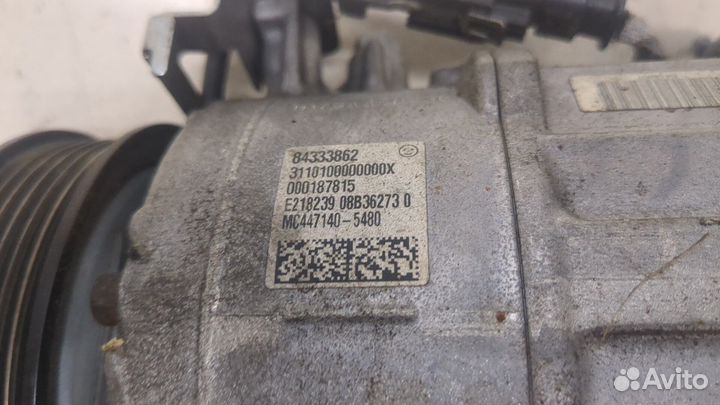 84333862
3110100000000X
000187815
E218239 08B36273 D
MC447140-5480
Avito